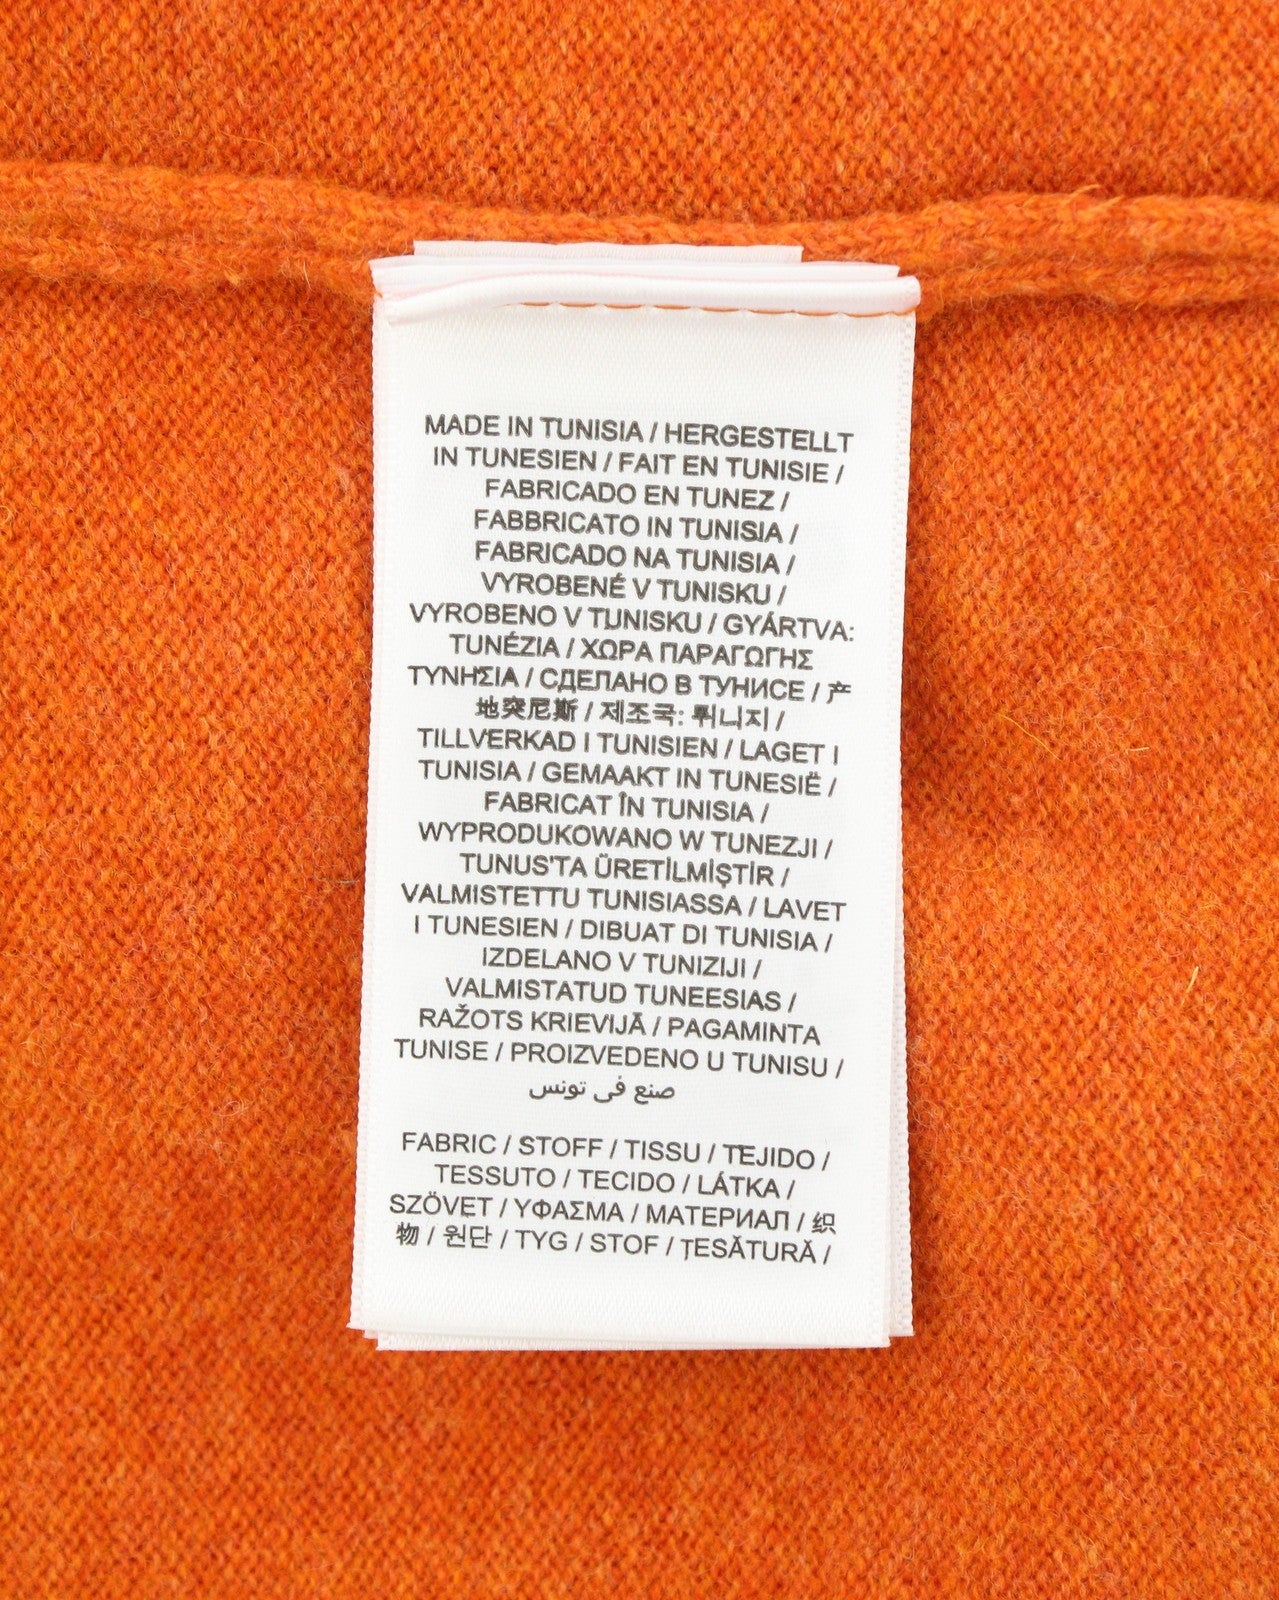 MADE IN TUNISIA / HERGESTELLT
IN TUNESIEN / FAIT EN TUNISIE /
FABRICADO EN TUNEZ /
FABBRICATO IN TUNISIA /
FABRICADO NA TUNISIA /
VYROBENÉ V TUNISKU /
VYROBENO V TUNISKU / GYÁRTVA:
TUNÉZIA / ΧΩΡΑ ΠΑΡΑΓΩΓΗΣ
ΤΥΝΗΣΙΑ / СДЕЛАНО В ТУНИСЕ / 产
地突尼斯 / 제조국: 튀니지 /
TILLVERKAD I TUNISIEN / LAGET I
TUNISIA / GEMAAKT IN TUNESIË /
FABRICAT ÎN TUNISIA /
WYPRODUKOWANO W TUNEZJI /
TUNUS'TA ÜRETİLMİŞTİR /
VALMISTETTU TUNISIASSA / LAVET
I TUNESIEN / DIBUAT DI TUNISIA /
IZDELANO V TUNIZIJI /
VALMISTATUD TUNEESIAS /
RAŽOTS KRIEVIJĀ / PAGAMINTA
TUNISE / PROIZVEDENO U TUNISU /
صنع في تونس
FABRIC / STOFF / TISSU / TEJIDO /
TESSUTO / TECIDO / LÁTKA /
SZÖVET / ΥΦΑΣΜΑ / МАТЕРИАЛ / 织
物 / 원단 / TYG / STOF / ȚESĂTURĂ /